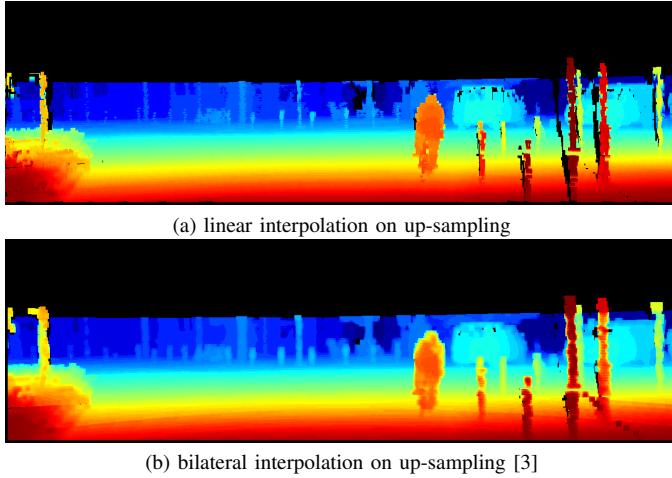 (a) linear interpolation on up-sampling
(b) bilateral interpolation on up-sampling [3]